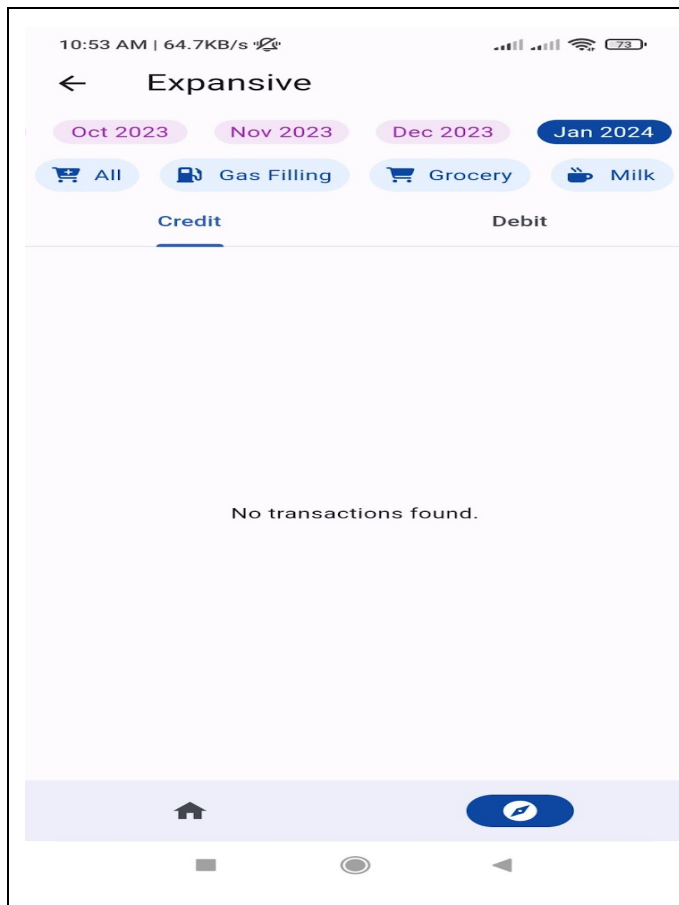 10:53 AM | 64.7KB/s 73
Expansive
Oct 2023 Nov 2023 Dec 2023 Jan 2024
All Gas Filling Grocery Milk
Credit Debit
No transactions found.